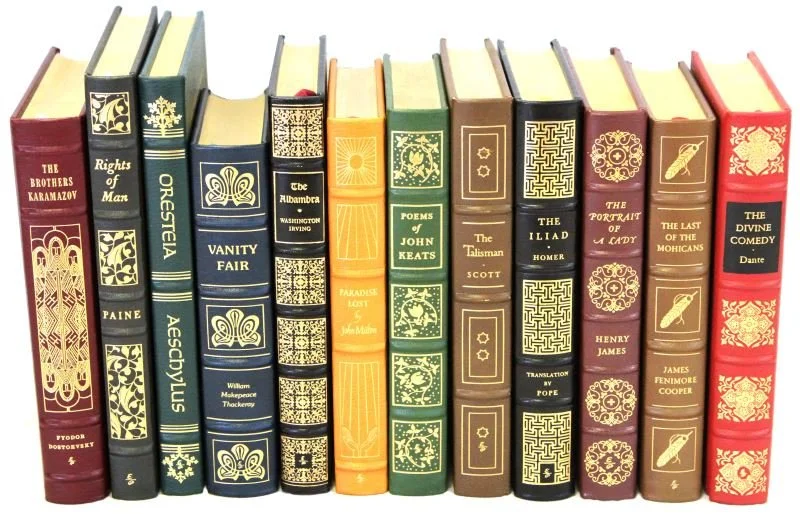 THE
BROTHERS
KARAMAZOV
FYODOR
DOSTOEVSKY
Rights
of
Man
PAINE
ORESTEIA
AESCHYLUS
VANITY
FAIR
William
Makepeace
Thackeray
The
Alhambra
WASHINGTON
IRVING
PARADISE
LOST
by
John Milton
POEMS
of
JOHN
KEATS
The
Talisman
SCOTT
THE
ILIAD
HOMER
TRANSLATION
BY
POPE
THE
PORTRAIT
OF
A LADY
HENRY
JAMES
THE LAST
OF THE
MOHICANS
JAMES
FENIMORE
COOPER
THE
DIVINE
COMEDY
Dante